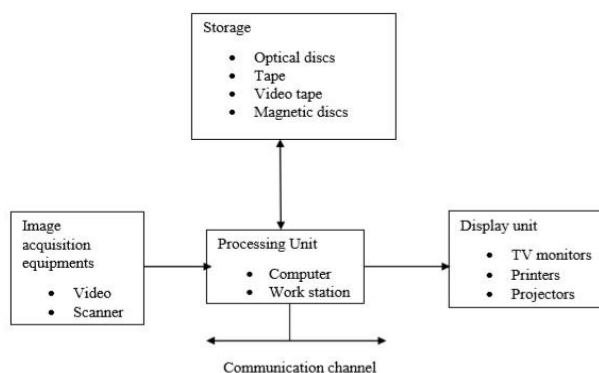 Storage
• Optical discs
• Tape
• Video tape
• Magnetic discs
Image
acquisition
equipments
• Video
• Scanner
Processing Unit
• Computer
• Work station
Display unit
• TV monitors
• Printers
• Projectors
Communication channel